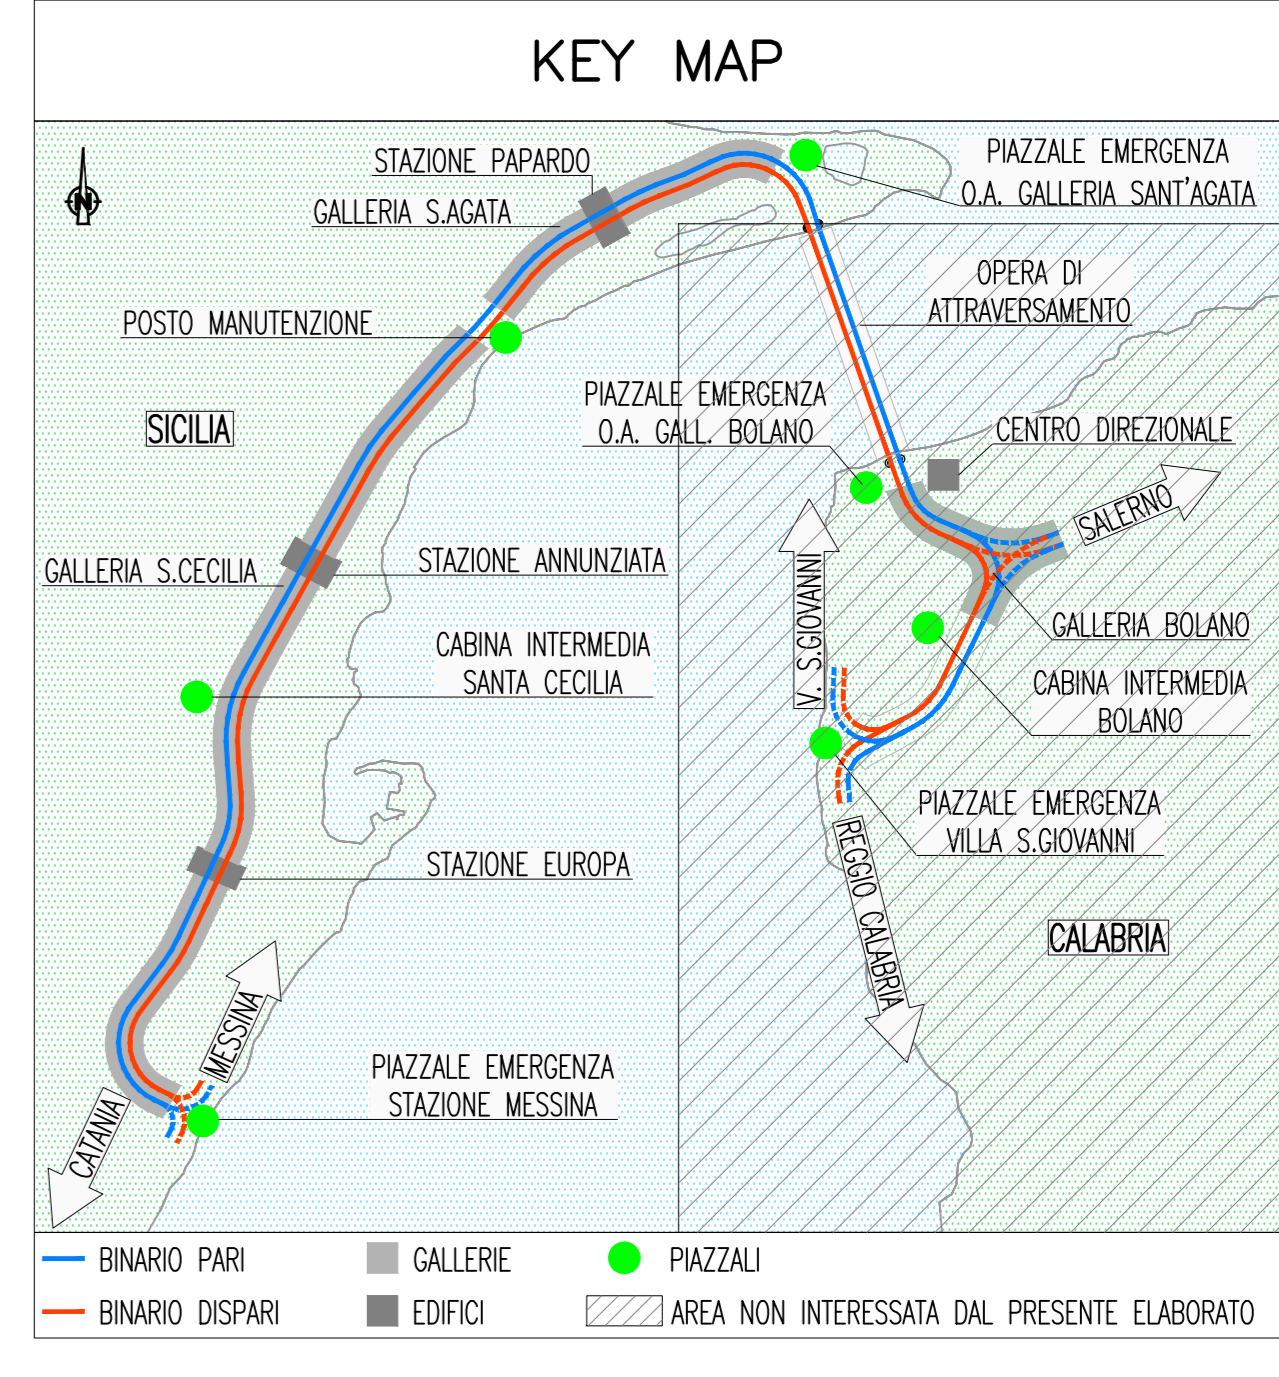 KEY MAP
N
STAZIONE PAPARDO
GALLERIA S.AGATA
PIAZZALE EMERGENZA
O.A. GALLERIA SANT'AGATA
OPERA DI
ATTRAVERSAMENTO
POSTO MANUTENZIONE
SICILIA
PIAZZALE EMERGENZA
O.A. GALL. BOLANO
CENTRO DIREZIONALE
SALERNO
V. S.GIOVANNI
GALLERIA S.CECILIA
STAZIONE ANNUNZIATA
GALLERIA BOLANO
CABINA INTERMEDIA
SANTA CECILIA
CABINA INTERMEDIA
BOLANO
PIAZZALE EMERGENZA
VILLA S.GIOVANNI
STAZIONE EUROPA
REGGIO CALABRIA
CALABRIA
MESSINA
PIAZZALE EMERGENZA
STAZIONE MESSINA
CATANIA
BINARIO PARI
GALLERIE
PIAZZALI
BINARIO DISPARI
EDIFICI
AREA NON INTERESSATA DAL PRESENTE ELABORATO